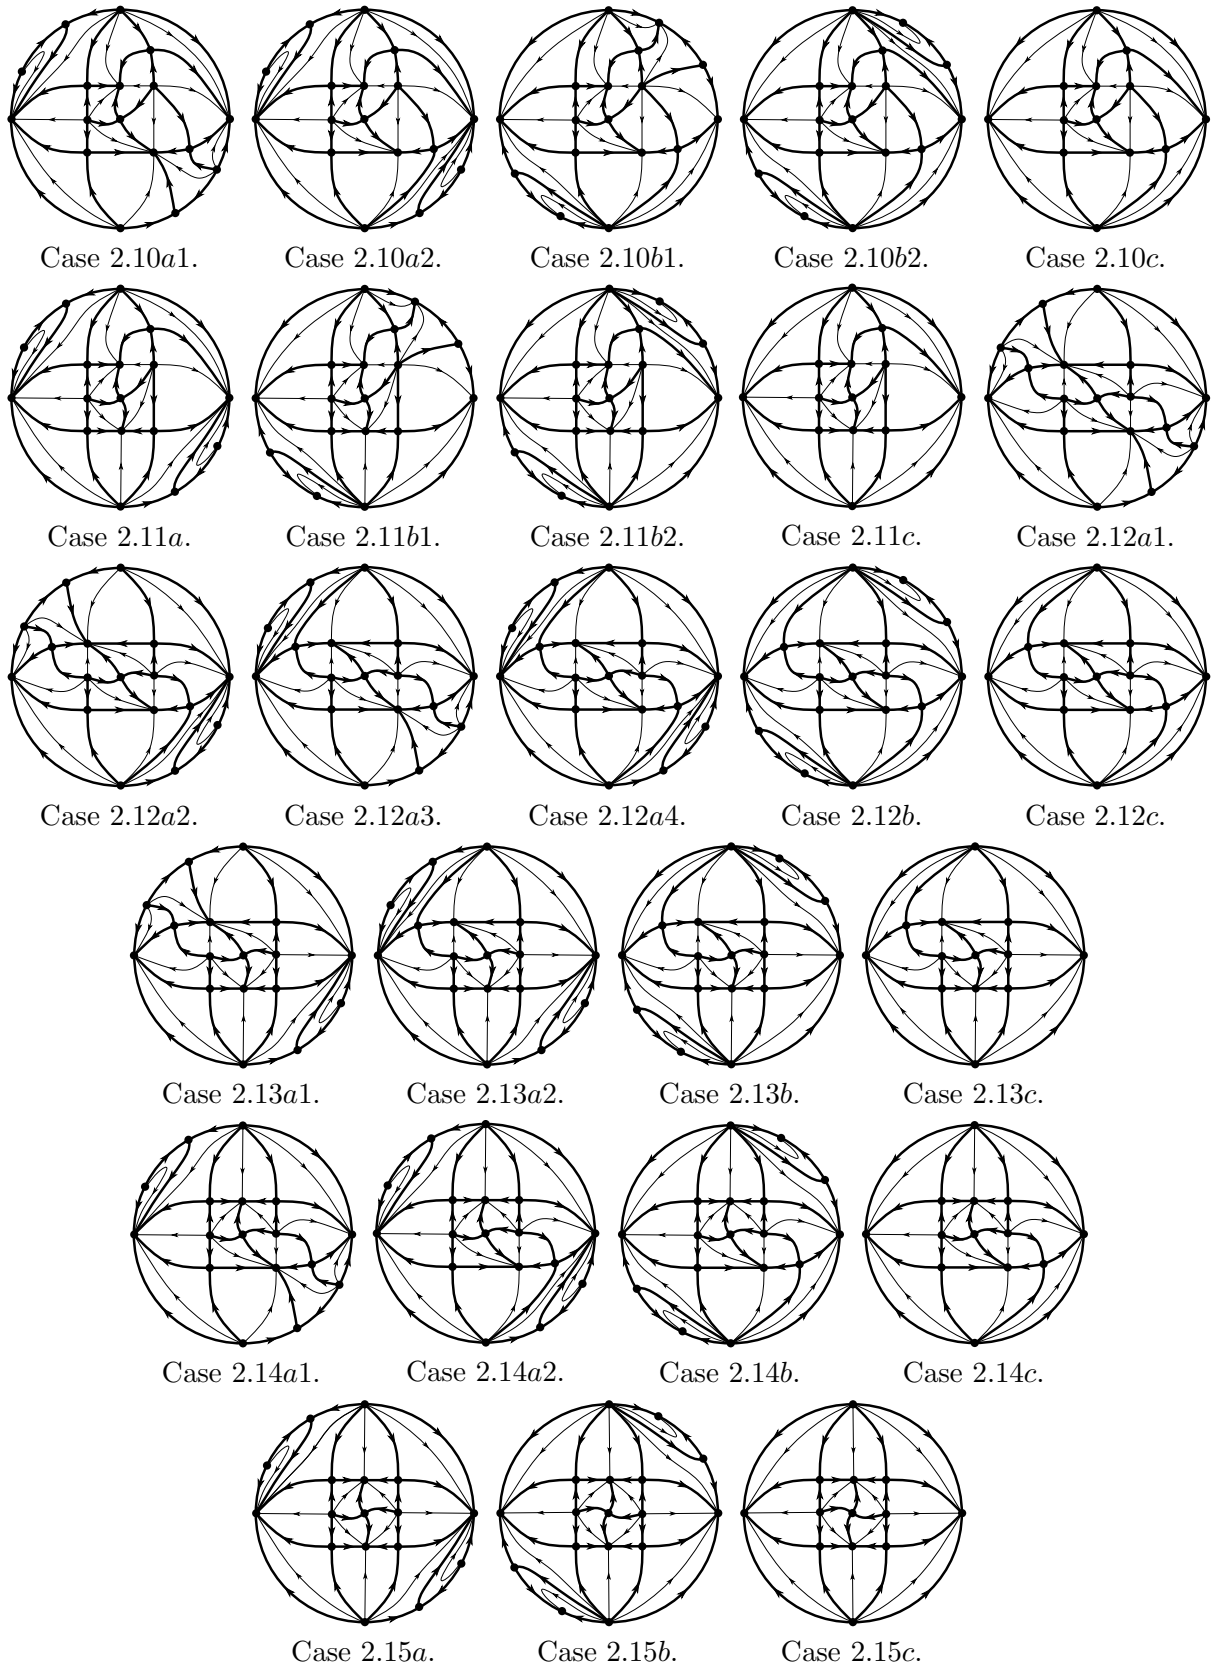 Case 2.10a1. Case 2.10a2. Case 2.10b1. Case 2.10b2. Case 2.10c.
Case 2.11a. Case 2.11b1. Case 2.11b2. Case 2.11c. Case 2.12a1.
Case 2.12a2. Case 2.12a3. Case 2.12a4. Case 2.12b. Case 2.12c.
Case 2.13a1. Case 2.13a2. Case 2.13b. Case 2.13c.
Case 2.14a1. Case 2.14a2. Case 2.14b. Case 2.14c.
Case 2.15a. Case 2.15b. Case 2.15c.